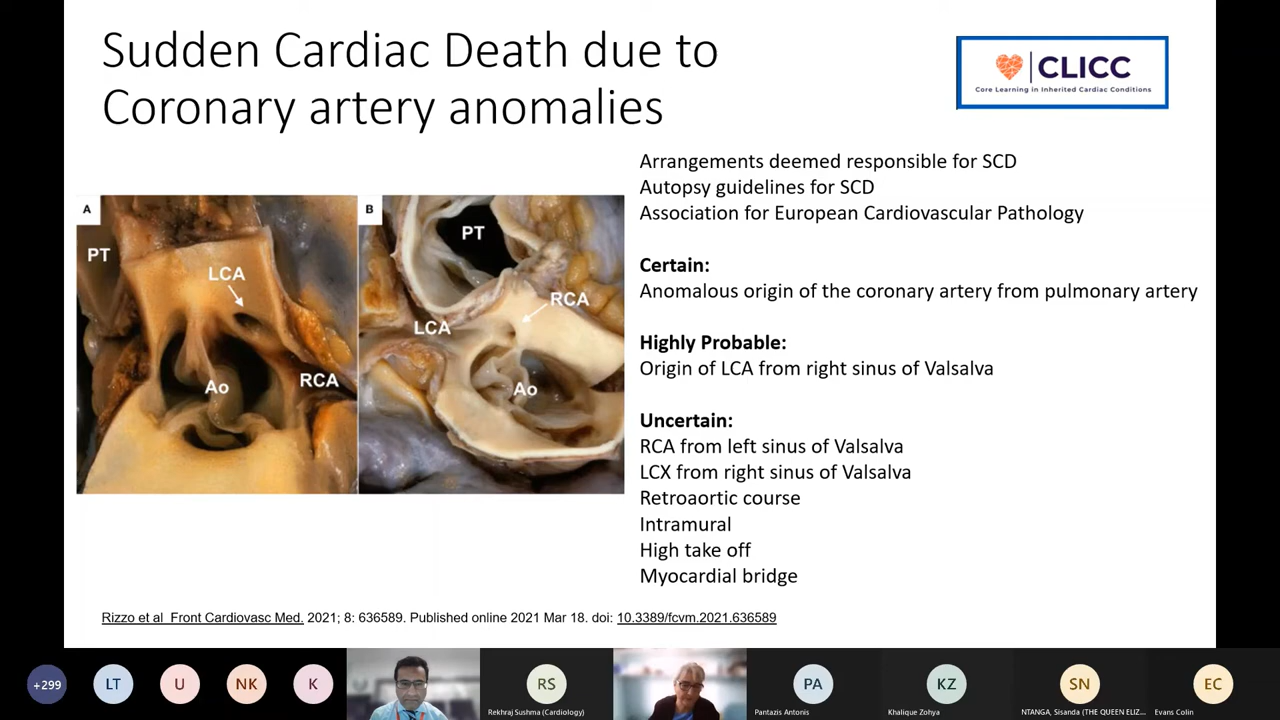 Sudden Cardiac Death due to
Coronary artery anomalies
CLICC
Core Learning in Inherited Cardiac Conditions
A
PT
LCA
Ao
RCA
B
PT
RCA
LCA
Ao
Arrangements deemed responsible for SCD
Autopsy guidelines for SCD
Association for European Cardiovascular Pathology
Certain:
Anomalous origin of the coronary artery from pulmonary artery
Highly Probable:
Origin of LCA from right sinus of Valsalva
Uncertain:
RCA from left sinus of Valsalva
LCX from right sinus of Valsalva
Retroaortic course
Intramural
High take off
Myocardial bridge
Rizzo et al Front Cardiovasc Med. 2021; 8: 636589. Published online 2021 Mar 18. doi: 10.3389/fcvm.2021.636589
+299
LT
U
NK
K
RS
Rekhraj Sushma (Cardiology)
PA
Pantazis Antonis
KZ
Khalique Zohya
SN
NTANGA, Sisanda (THE QUEEN ELIZ...
EC
Evans Colin